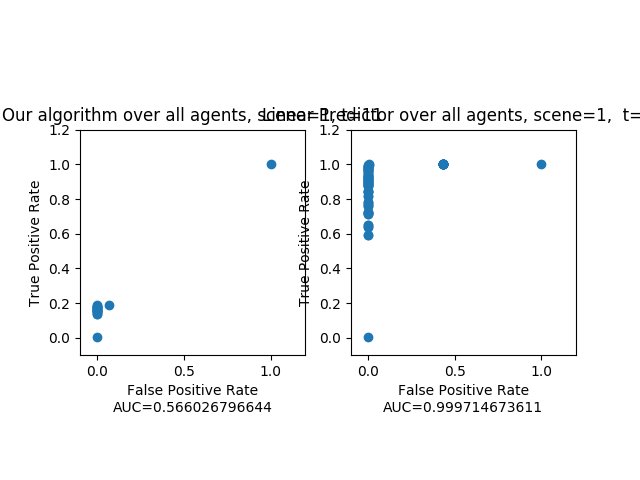 Our algorithm over all agents, scene=1, t=11
Linear Predictor over all agents, scene=1, t=
1.2
1.0
0.8
0.6
0.4
0.2
0.0
True Positive Rate
0.0 0.5 1.0
False Positive Rate
AUC=0.566026796644
1.2
1.0
0.8
0.6
0.4
0.2
0.0
True Positive Rate
0.0 0.5 1.0
False Positive Rate
AUC=0.999714673611